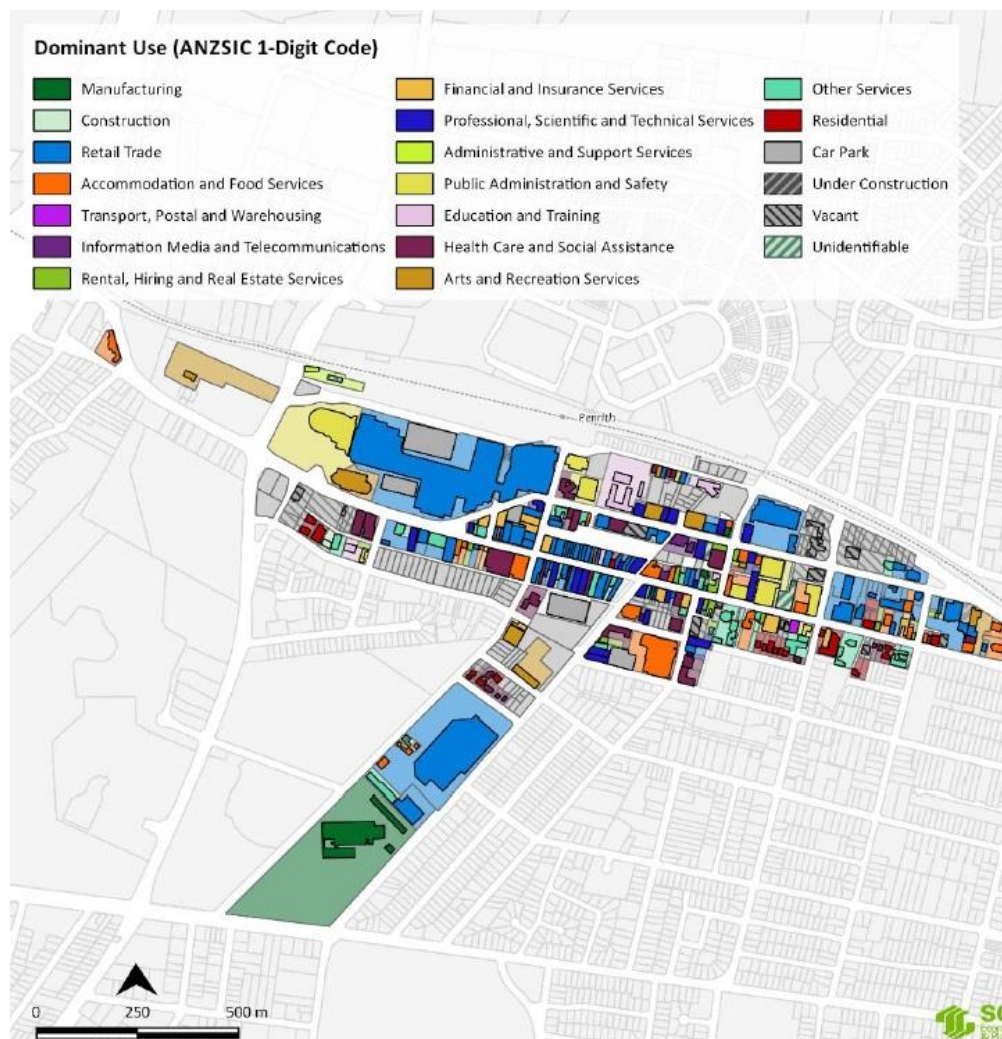 Dominant Use (ANZSIC 1-Digit Code)
Manufacturing
Construction
Retail Trade
Accommodation and Food Services
Transport, Postal and Warehousing
Information Media and Telecommunications
Rental, Hiring and Real Estate Services
Financial and Insurance Services
Professional, Scientific and Technical Services
Administrative and Support Services
Public Administration and Safety
Education and Training
Health Care and Social Assistance
Arts and Recreation Services
Other Services
Residential
Car Park
Under Construction
Vacant
Unidentifiable
Penrith
0 250 500 m